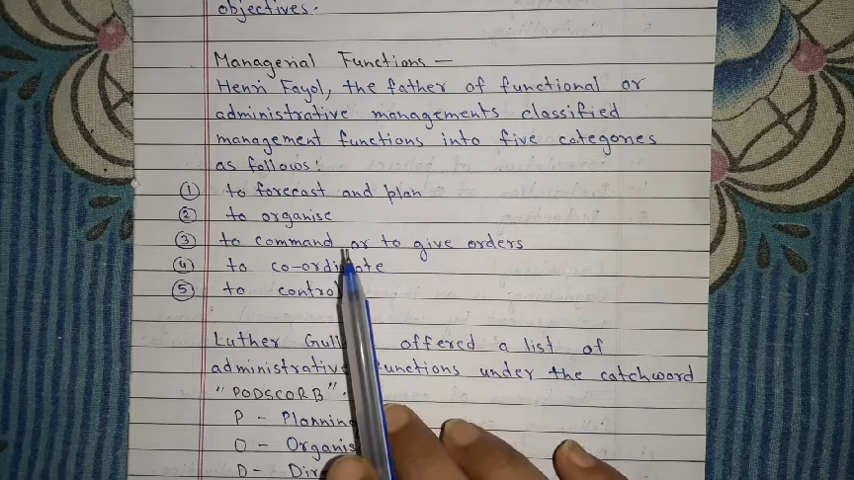 objectives.
Managerial Functions —
Henri Fayol, the father of functional or
administrative managements classified
management functions into five categories
as follows:
① to forecast and plan
② to organise
③ to command or to give orders
④ to co-ordinate
⑤ to control
Luther offered a list of
administrative functions under the catchword
"PODSCORB".
P - Planning
O - Organis
D - Dir